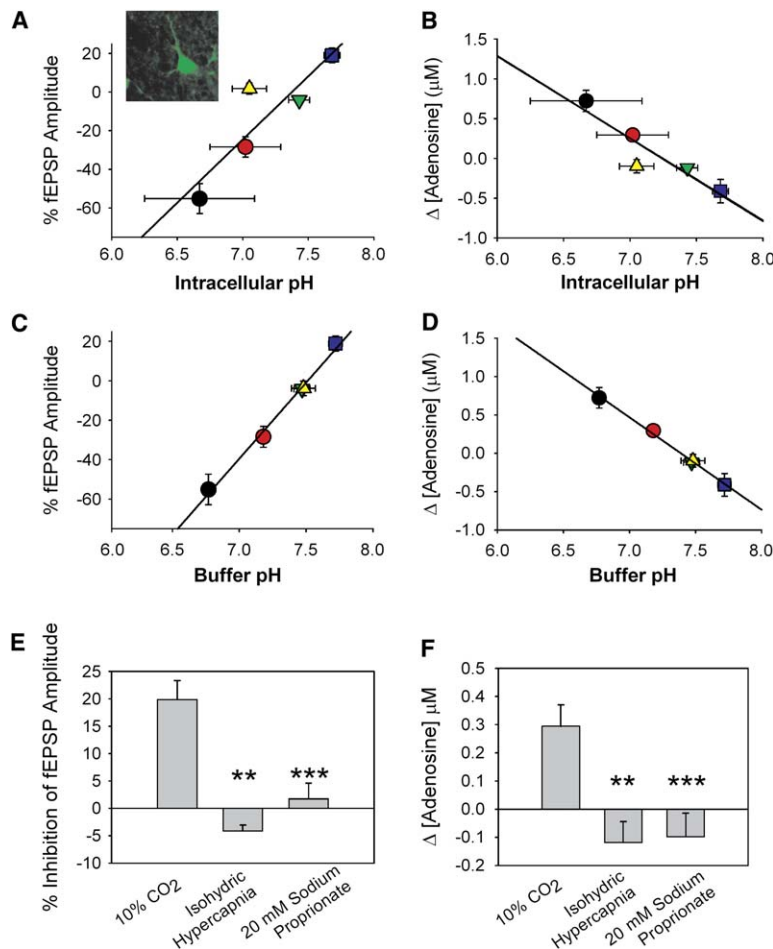 A
% fEPSP Amplitude
20
0
-20
-40
-60
6.0 6.5 7.0 7.5 8.0
Intracellular pH
B
Δ [Adenosine] (μM)
1.5
1.0
0.5
0.0
-0.5
-1.0
6.0 6.5 7.0 7.5 8.0
Intracellular pH
C
% fEPSP Amplitude
20
0
-20
-40
-60
6.0 6.5 7.0 7.5 8.0
Buffer pH
D
Δ [Adenosine] (μM)
1.5
1.0
0.5
0.0
-0.5
-1.0
6.0 6.5 7.0 7.5 8.0
Buffer pH
E
% Inhibition of fEPSP Amplitude
25
20
15
10
5
0
-5
-10
** ***
10% CO2
Isohydric
Hypercapnia
20 mM Sodium
Proprionate
F
Δ [Adenosine] μM
0.4
0.3
0.2
0.1
0.0
-0.1
-0.2
** ***
10% CO2
Isohydric
Hypercapnia
20 mM Sodium
Proprionate